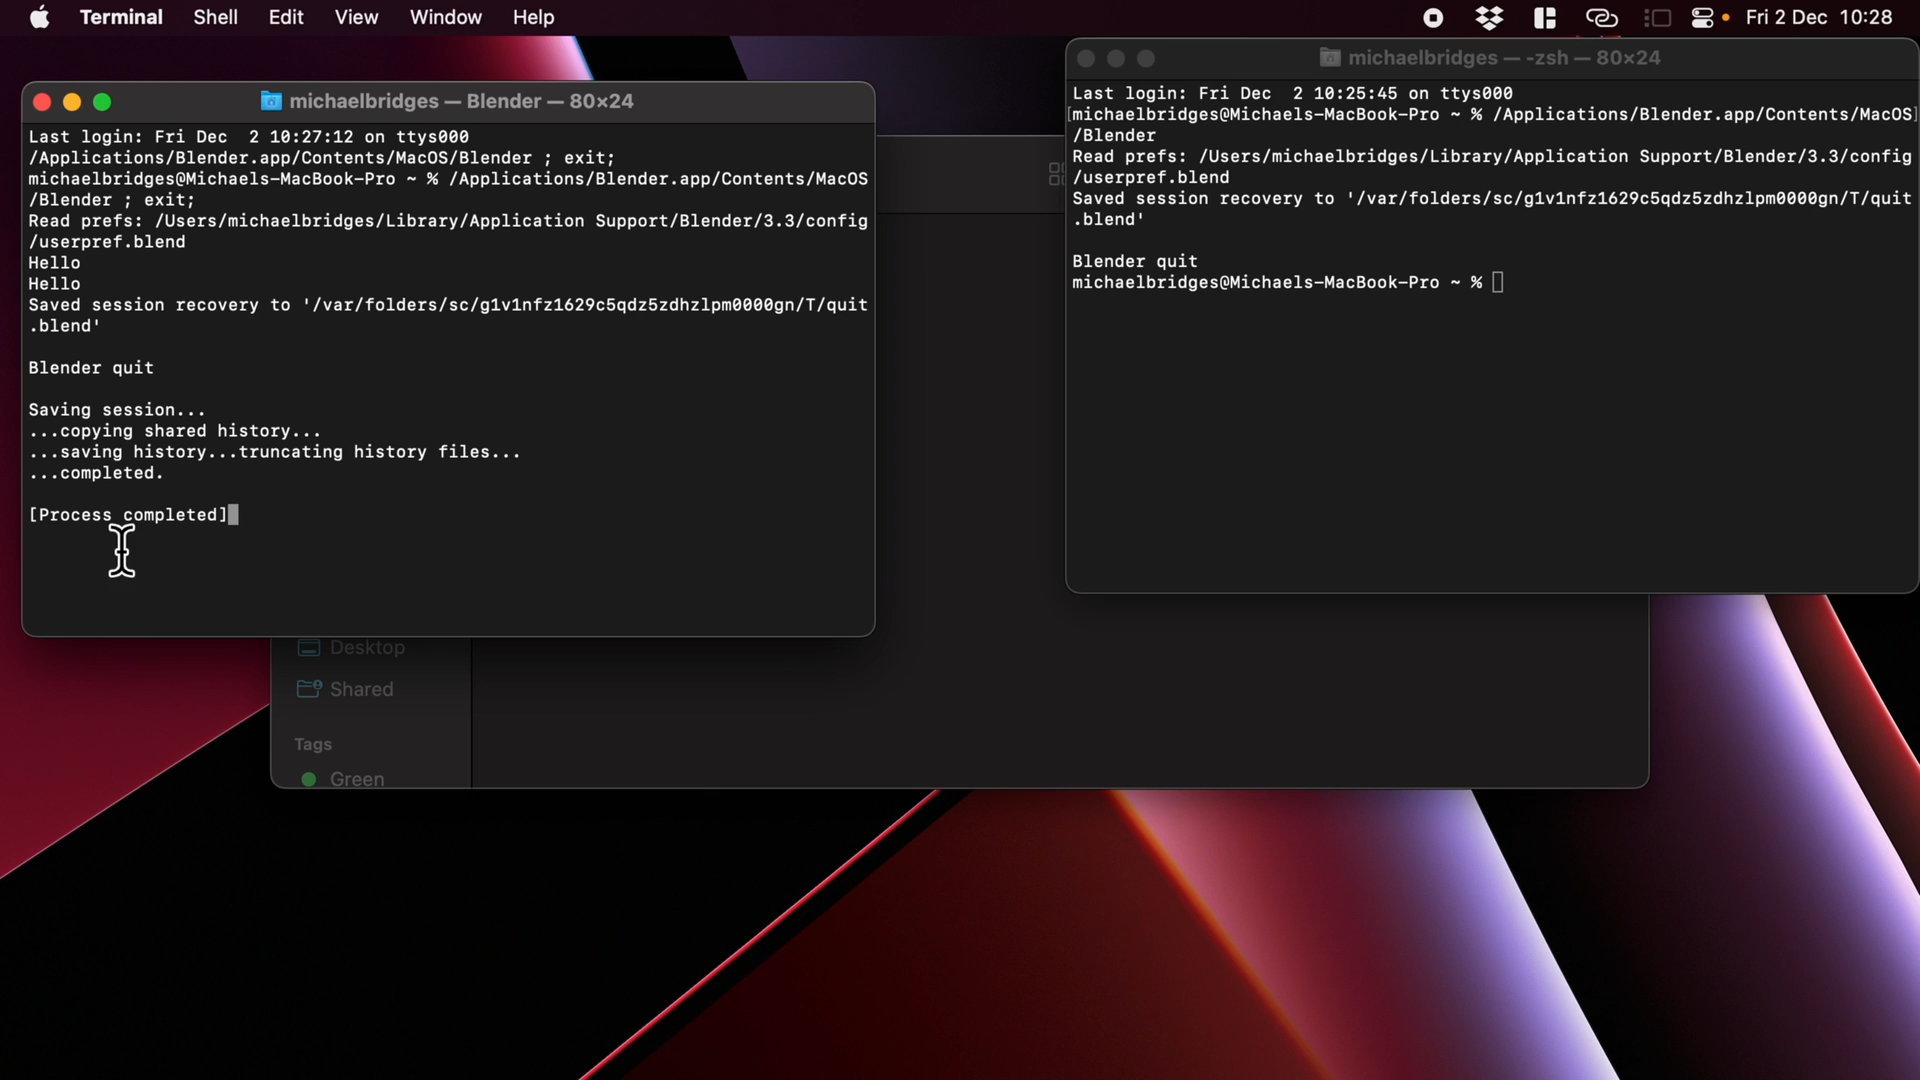 Terminal Shell Edit View Window Help
Fri 2 Dec 10:28
michaelbridges — Blender — 80×24
Last login: Fri Dec  2 10:27:12 on ttys000
/Applications/Blender.app/Contents/MacOS/Blender ; exit;
michaelbridges@Michaels-MacBook-Pro ~ % /Applications/Blender.app/Contents/MacOS
/Blender ; exit;
Read prefs: /Users/michaelbridges/Library/Application Support/Blender/3.3/config
/userpref.blend
Hello
Hello
Saved session recovery to '/var/folders/sc/g1v1nfz1629c5qdz5zdhzlpm0000gn/T/quit
.blend'
Blender quit
Saving session...
...copying shared history...
...saving history...truncating history files...
...completed.
[Process completed]
michaelbridges — -zsh — 80×24
Last login: Fri Dec  2 10:25:45 on ttys000
[michaelbridges@Michaels-MacBook-Pro ~ % /Applications/Blender.app/Contents/MacOS]
/Blender
Read prefs: /Users/michaelbridges/Library/Application Support/Blender/3.3/config
/userpref.blend
Saved session recovery to '/var/folders/sc/g1v1nfz1629c5qdz5zdhzlpm0000gn/T/quit
.blend'
Blender quit
michaelbridges@Michaels-MacBook-Pro ~ %
Desktop
Shared
Tags
Green